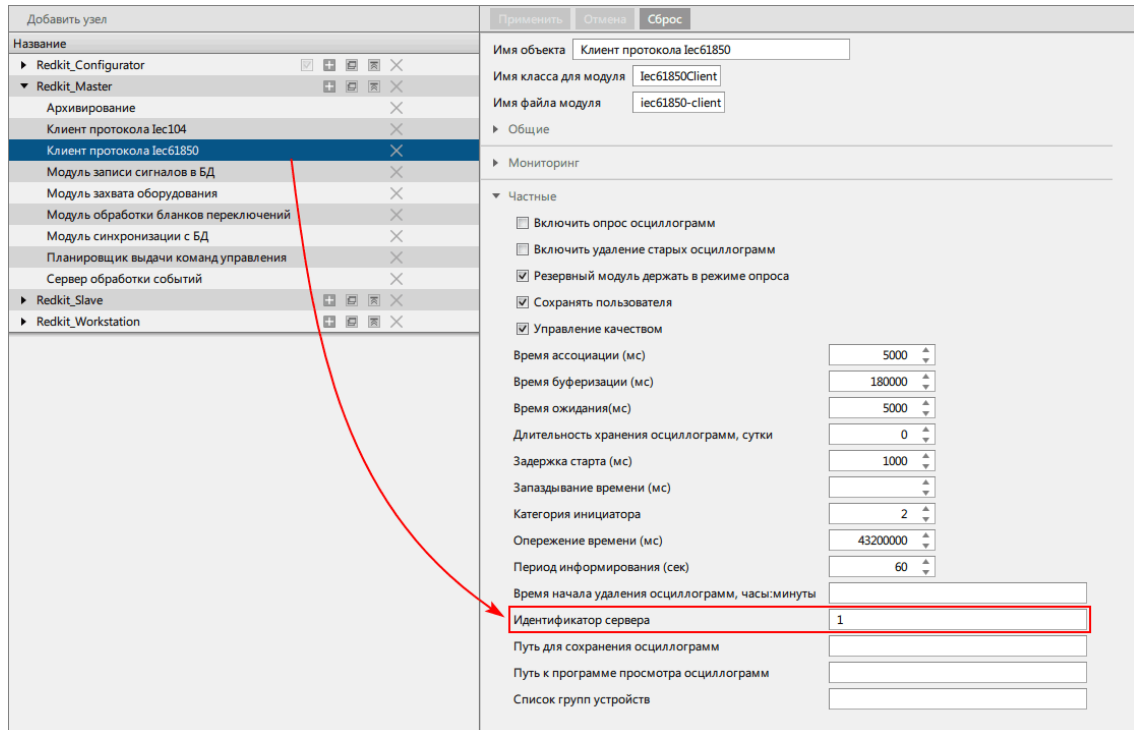 Добавить узел
Название
Redkit_Configurator
Redkit_Master
Архивирование
Клиент протокола Iec104
Клиент протокола Iec61850
Модуль записи сигналов в БД
Модуль захвата оборудования
Модуль обработки бланков переключений
Модуль синхронизации с БД
Планировщик выдачи команд управления
Сервер обработки событий
Redkit_Slave
Redkit_Workstation
Применить Отмена Сброс
Имя объекта Клиент протокола Iec61850
Имя класса для модуля Iec61850Client
Имя файла модуля iec61850-client
Общие
Мониторинг
Частные
Включить опрос осциллограмм
Включить удаление старых осциллограмм
Резервный модуль держать в режиме опроса
Сохранять пользователя
Управление качеством
Время ассоциации (мс) 5000
Время буферизации (мс) 180000
Время ожидания(мс) 5000
Длительность хранения осциллограмм, сутки 0
Задержка старта (мс) 1000
Запаздывание времени (мс)
Категория инициатора 2
Опережение времени (мс) 43200000
Период информирования (сек) 60
Время начала удаления осциллограмм, часы:минуты
Идентификатор сервера 1
Путь для сохранения осциллограмм
Путь к программе просмотра осциллограмм
Список групп устройств